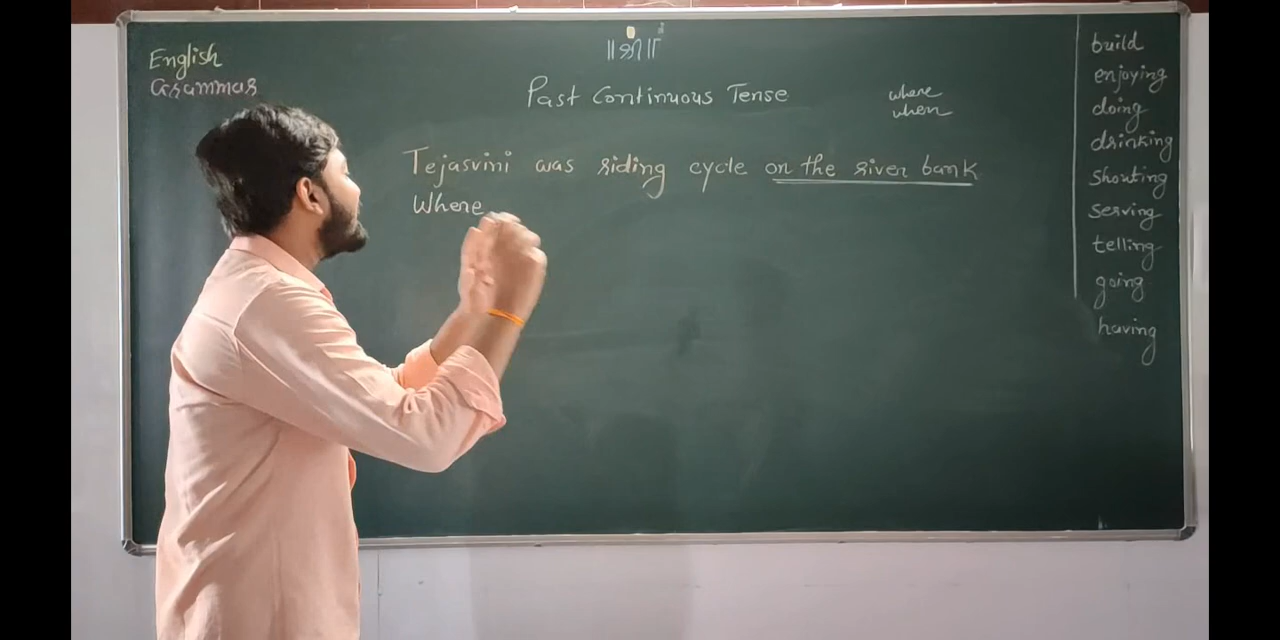 ॥श्री॥
English
Grammar
Past Continuous Tense
where
when
Tejasvini was riding cycle on the river bank
Where
build
enjoying
doing
drinking
Shouting
Serving
telling
going
having